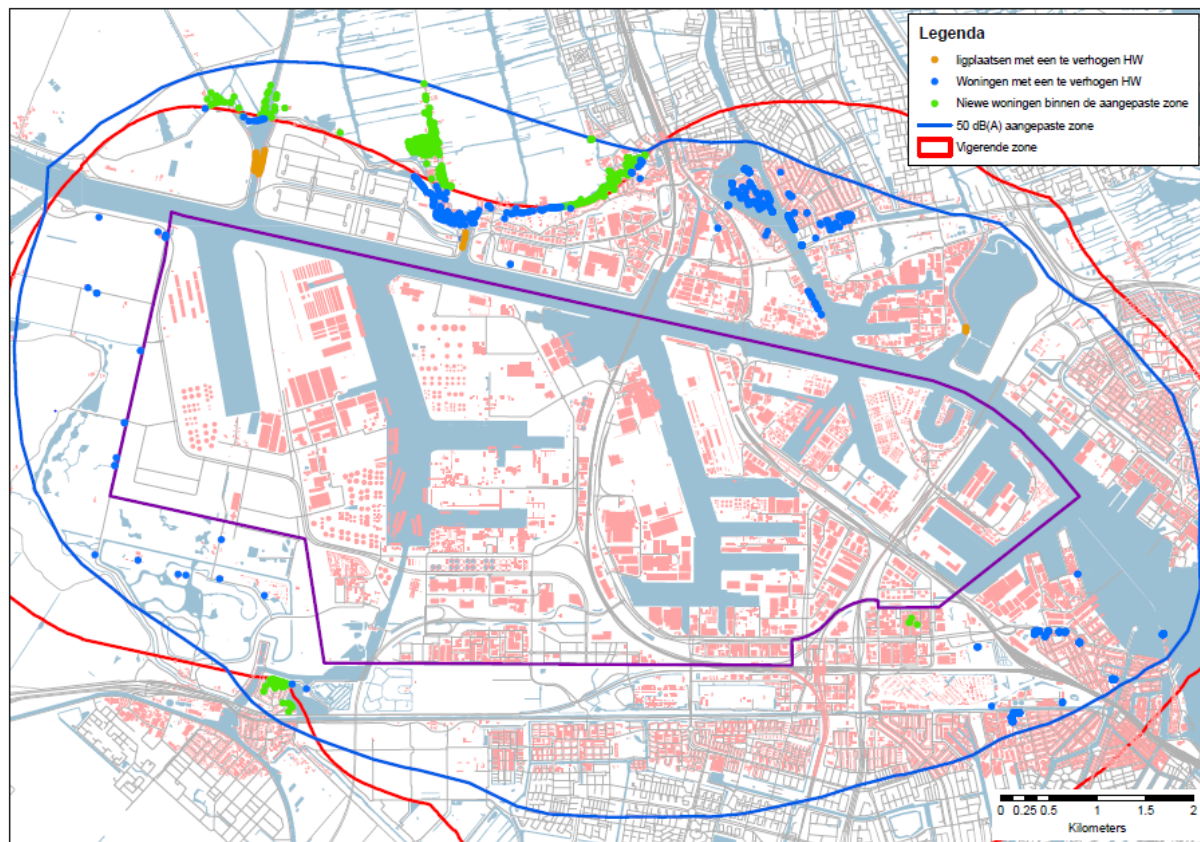 Legenda
ligplaatsen met een te verhogen HW
Woningen met een te verhogen HW
Niewe woningen binnen de aangepaste zone
50 dB(A) aangepaste zone
Vigerende zone
0 0.25 0.5 1 1.5 2
Kilometers